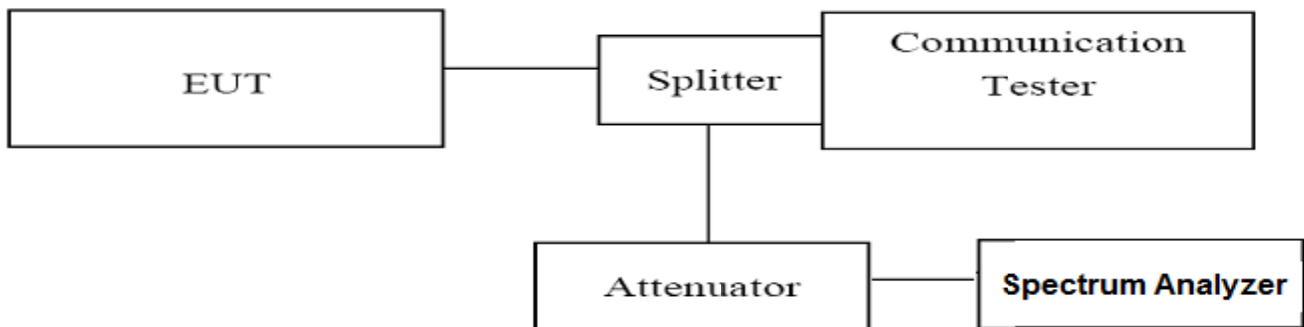 EUT
Splitter
Communication
Tester
Attenuator
Spectrum Analyzer